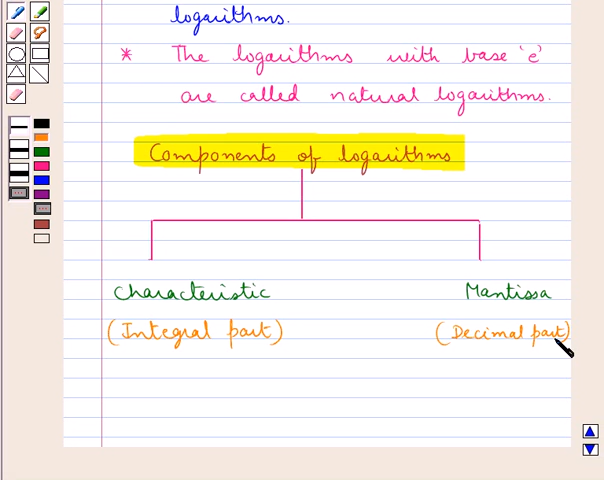 logarithms.
* The logarithms with base 'e'
are called natural logarithms.
Components of logarithms
Characteristic Mantissa
(Integral part) (Decimal part)